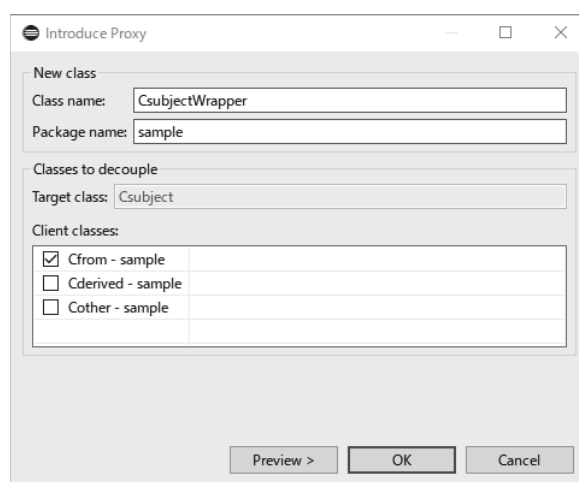 Introduce Proxy
New class
Class name: CsubjectWrapper
Package name: sample
Classes to decouple
Target class: Csubject
Client classes:
Cfrom - sample
Cderived - sample
Cother - sample
Preview > OK Cancel